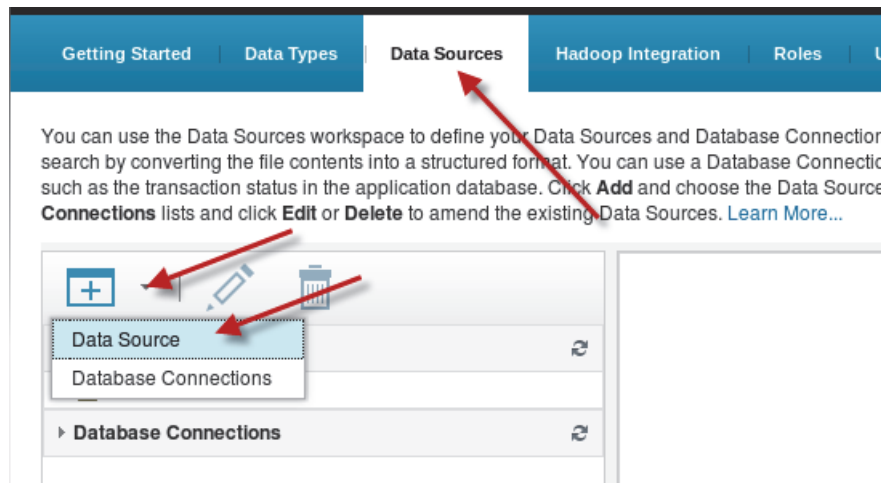 Getting Started Data Types Data Sources Hadoop Integration Roles
You can use the Data Sources workspace to define your Data Sources and Database Connection
search by converting the file contents into a structured format. You can use a Database Connectio
such as the transaction status in the application database. Click Add and choose the Data Source
Connections lists and click Edit or Delete to amend the existing Data Sources. Learn More...
Data Source
Database Connections
Database Connections